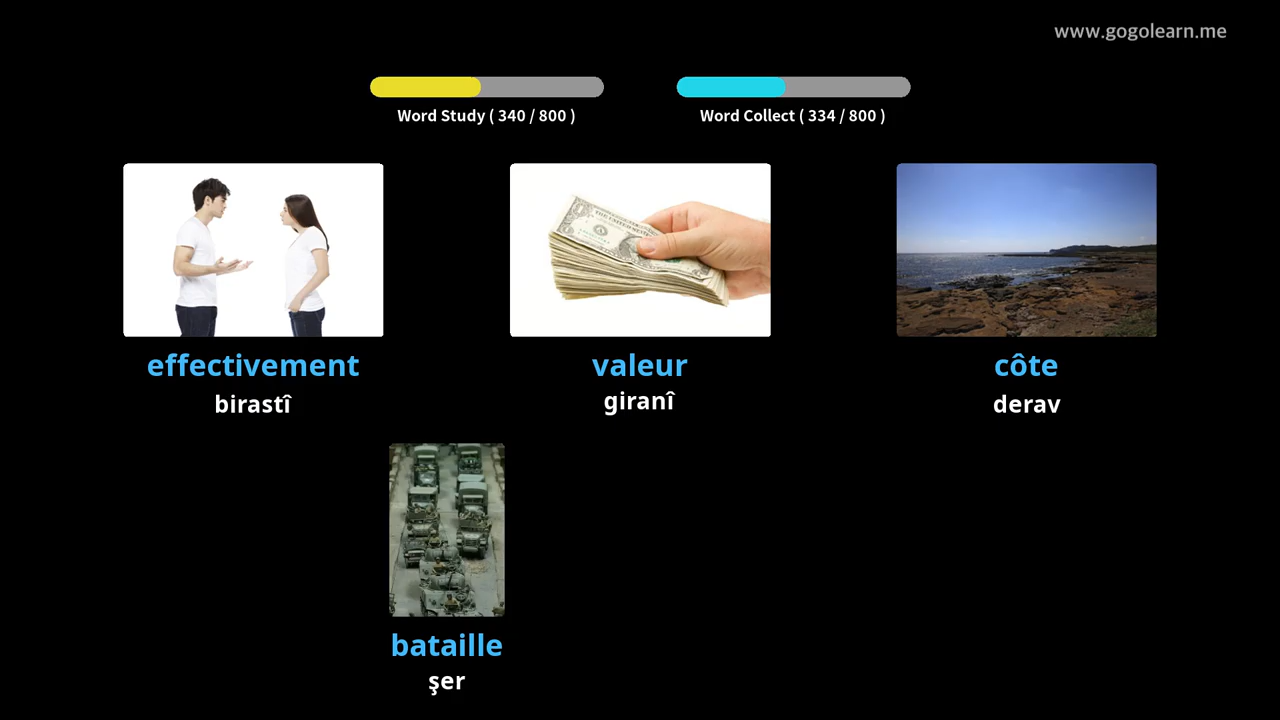 www.gogolearn.me
Word Study ( 340 / 800 )
Word Collect ( 334 / 800 )
effectivement
birastî
valeur
giranî
côte
derav
bataille
şer